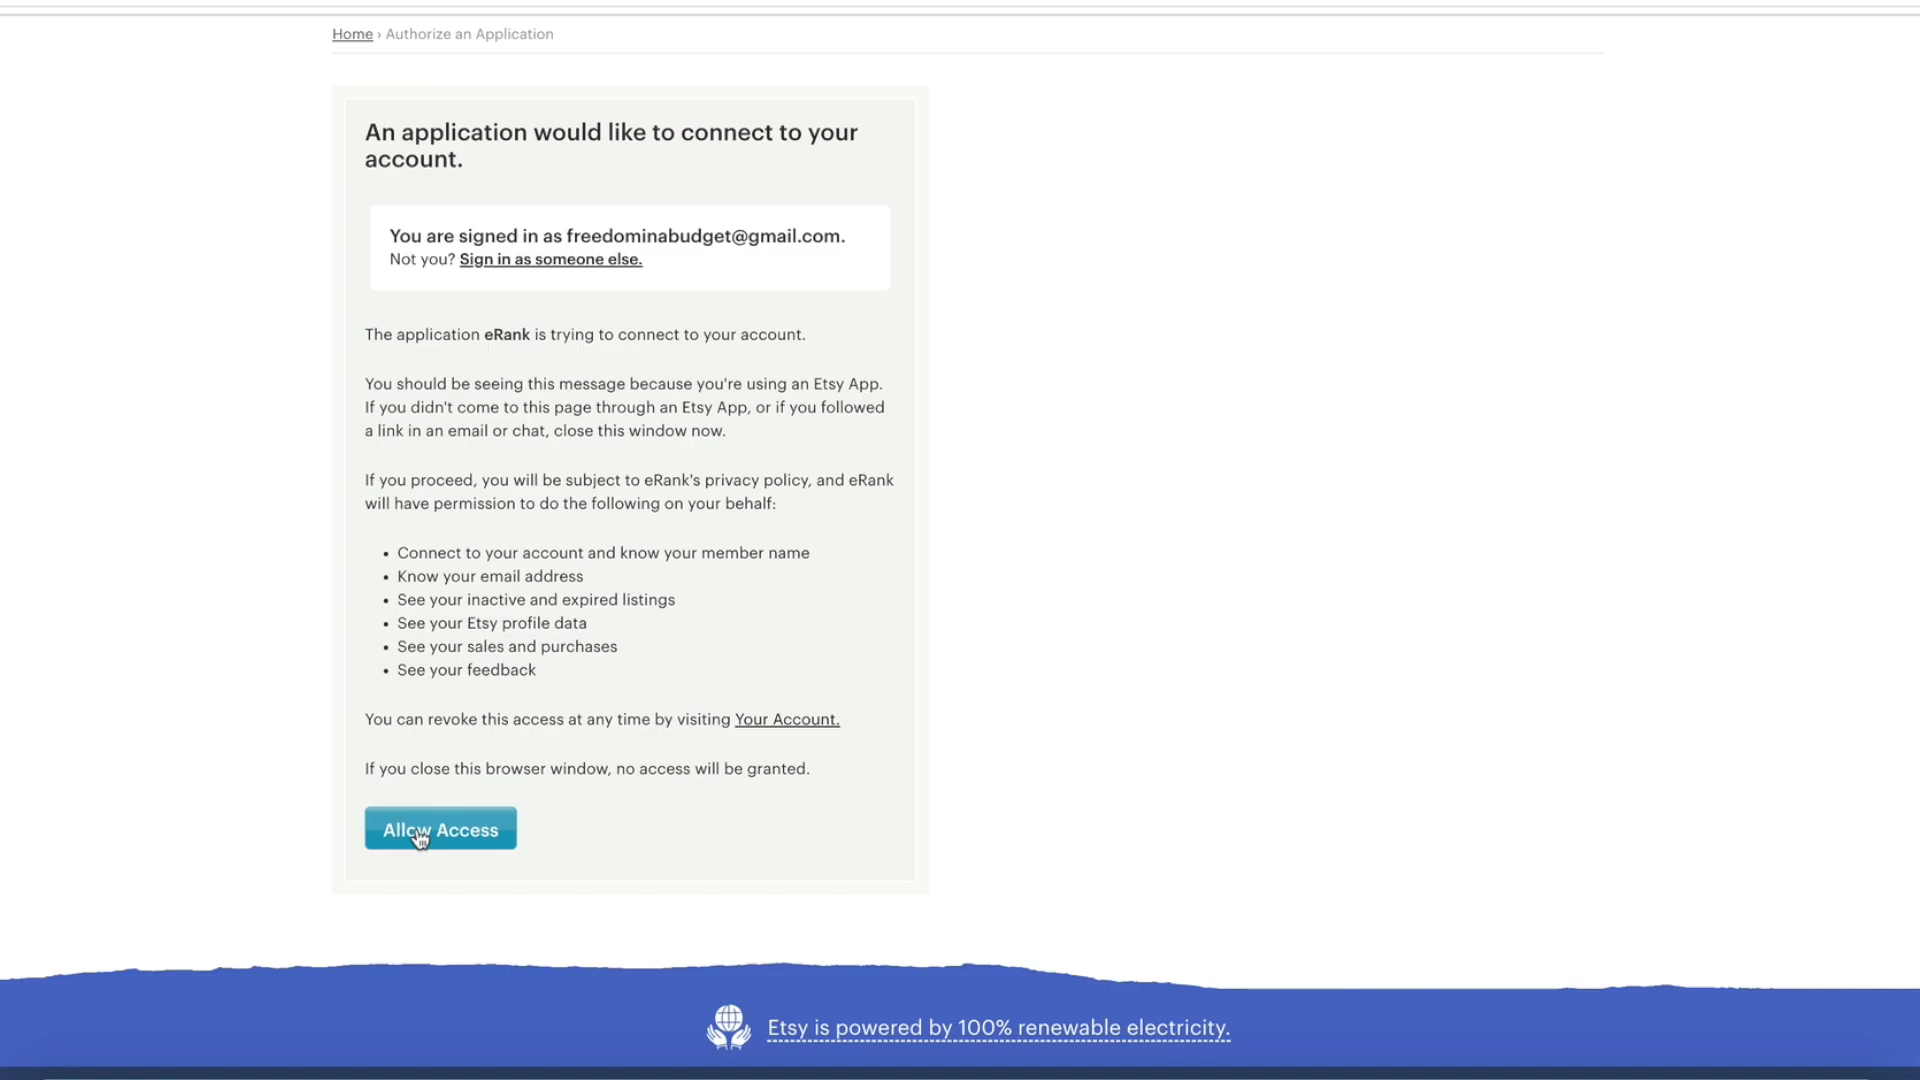 Home › Authorize an Application
An application would like to connect to your
account.
You are signed in as freedominabudget@gmail.com.
Not you? Sign in as someone else.
The application eRank is trying to connect to your account.
You should be seeing this message because you're using an Etsy App.
If you didn't come to this page through an Etsy App, or if you followed
a link in an email or chat, close this window now.
If you proceed, you will be subject to eRank's privacy policy, and eRank
will have permission to do the following on your behalf:
• Connect to your account and know your member name
• Know your email address
• See your inactive and expired listings
• See your Etsy profile data
• See your sales and purchases
• See your feedback
You can revoke this access at any time by visiting Your Account.
If you close this browser window, no access will be granted.
Allow Access
Etsy is powered by 100% renewable electricity.